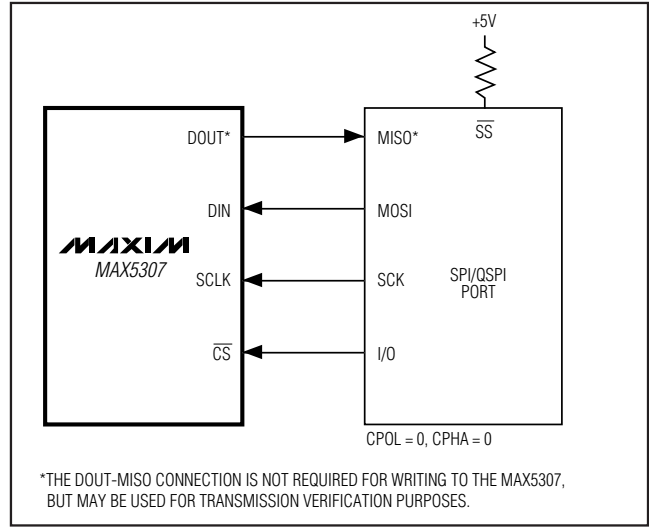 +5V
DOUT*
MISO*
SS
DIN
MOSI
MAXIM
MAX5307
SCLK
SCK
SPI/QSPI
PORT
CS
I/O
CPOL = 0, CPHA = 0
*THE DOUT-MISO CONNECTION IS NOT REQUIRED FOR WRITING TO THE MAX5307,
BUT MAY BE USED FOR TRANSMISSION VERIFICATION PURPOSES.